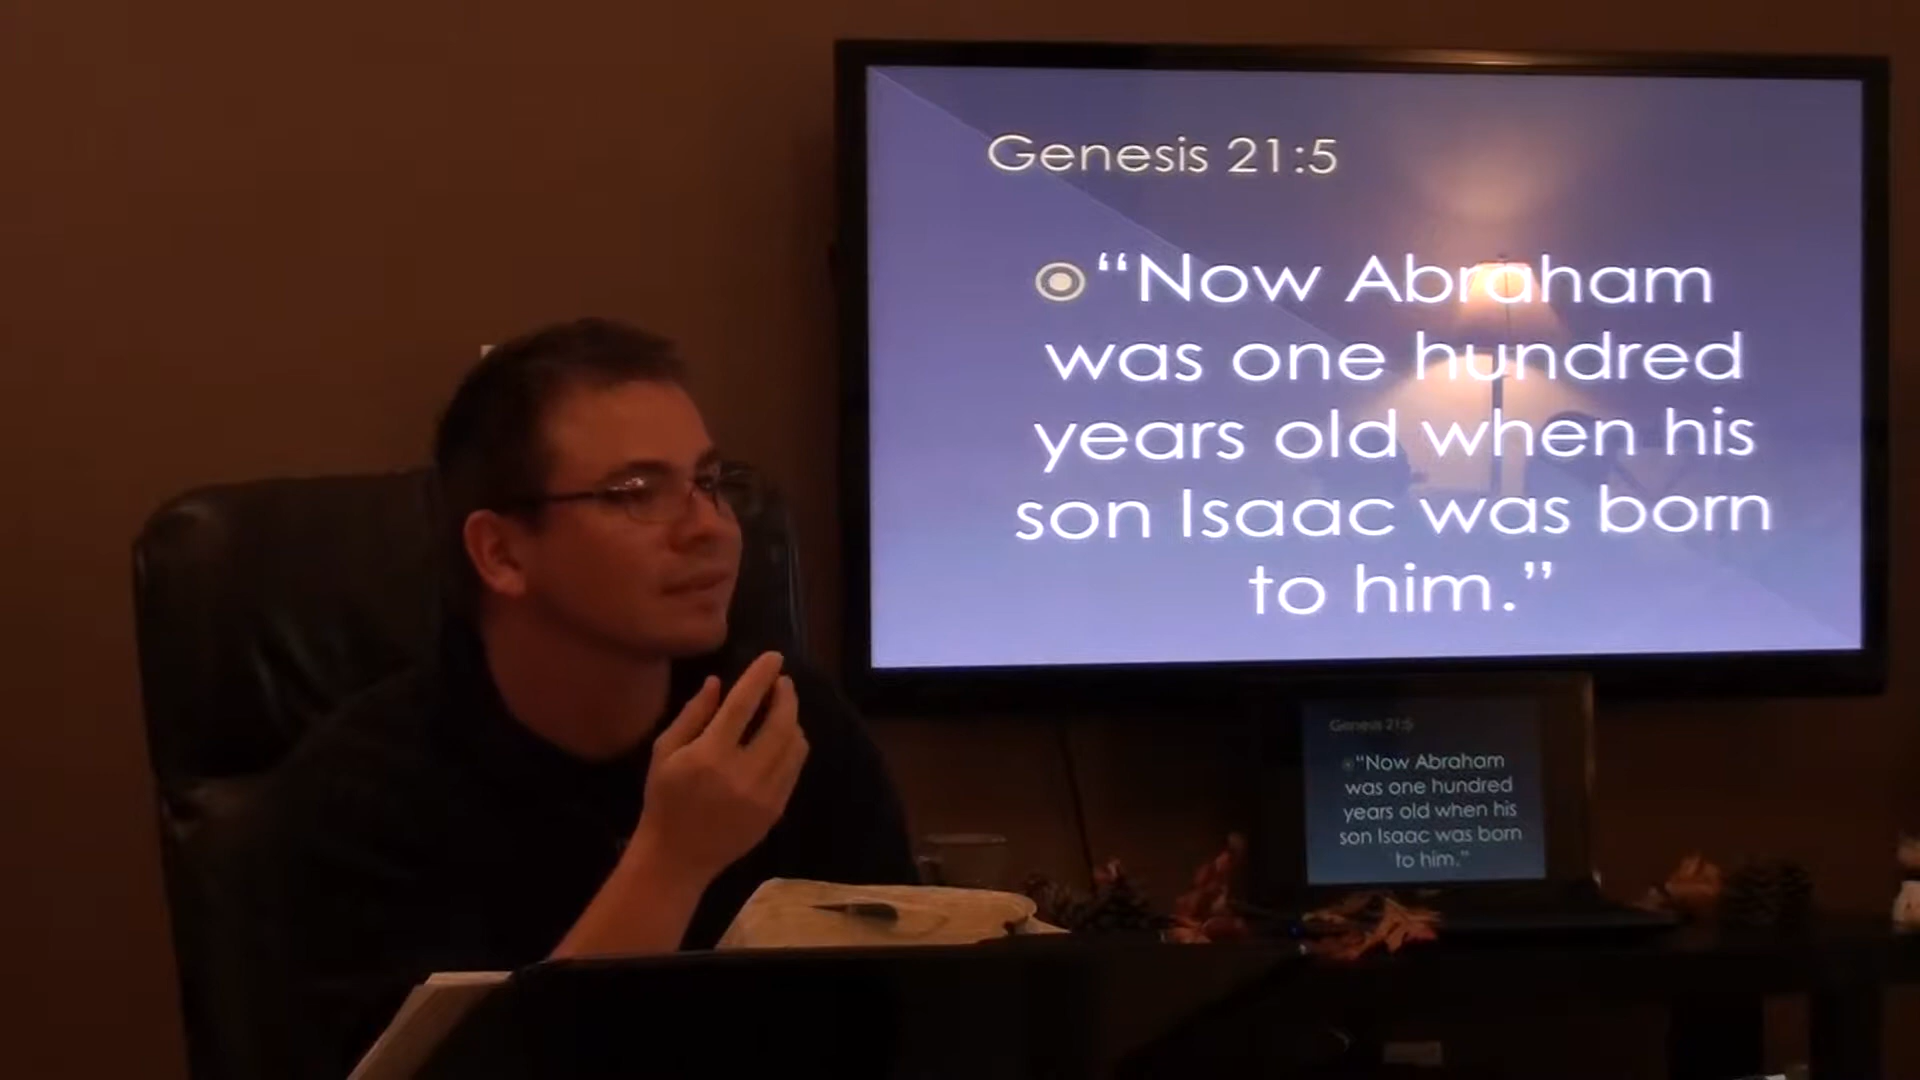 Genesis 21:5
“Now Abraham
was one hundred
years old when his
son Isaac was born
to him.”
Genesis 21:5
“Now Abraham
was one hundred
years old when his
son Isaac was born
to him.”